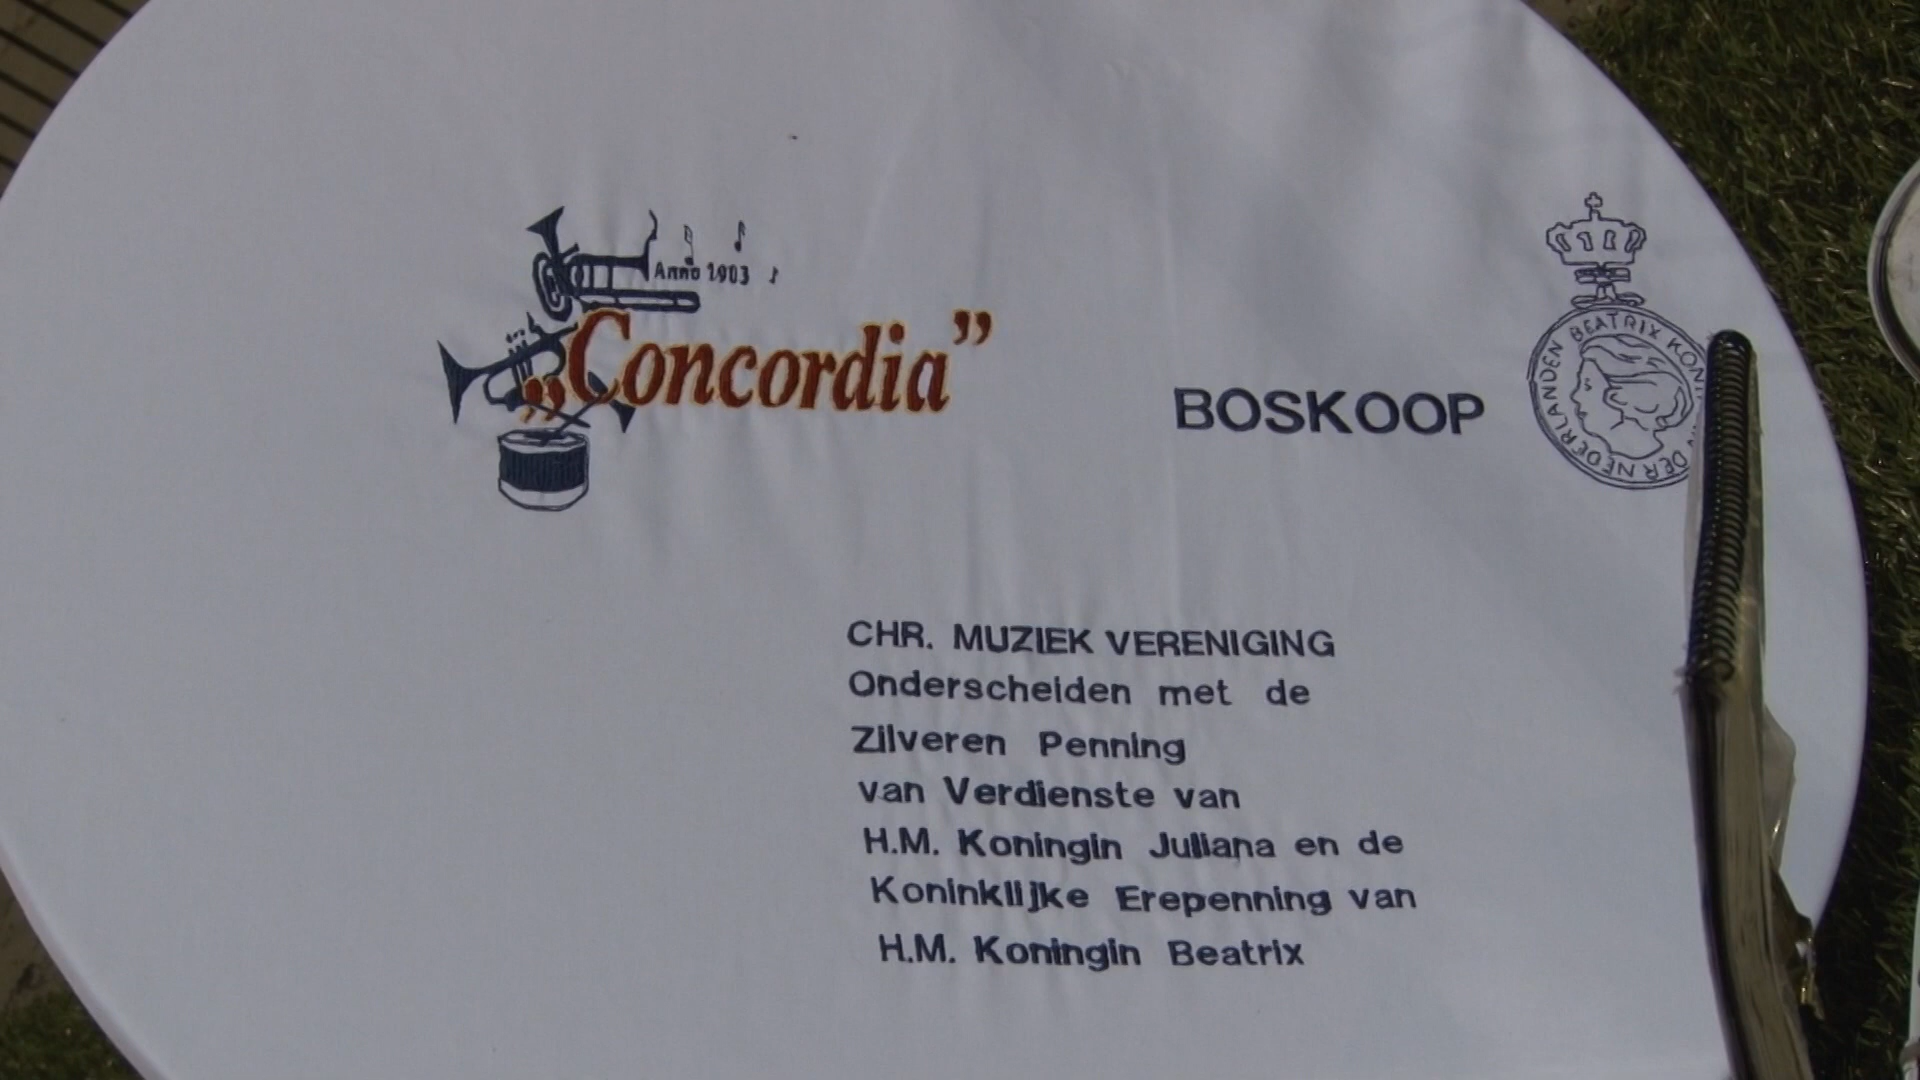 Anno 1903
„Concordia”
BOSKOOP
BEATRIX KONIN
DER NEDERLANDEN
CHR. MUZIEK VERENIGING
Onderscheiden met de
Zilveren Penning
van Verdienste van
H.M. Koningin Juliana en de
Koninklijke Erepenning van
H.M. Koningin Beatrix